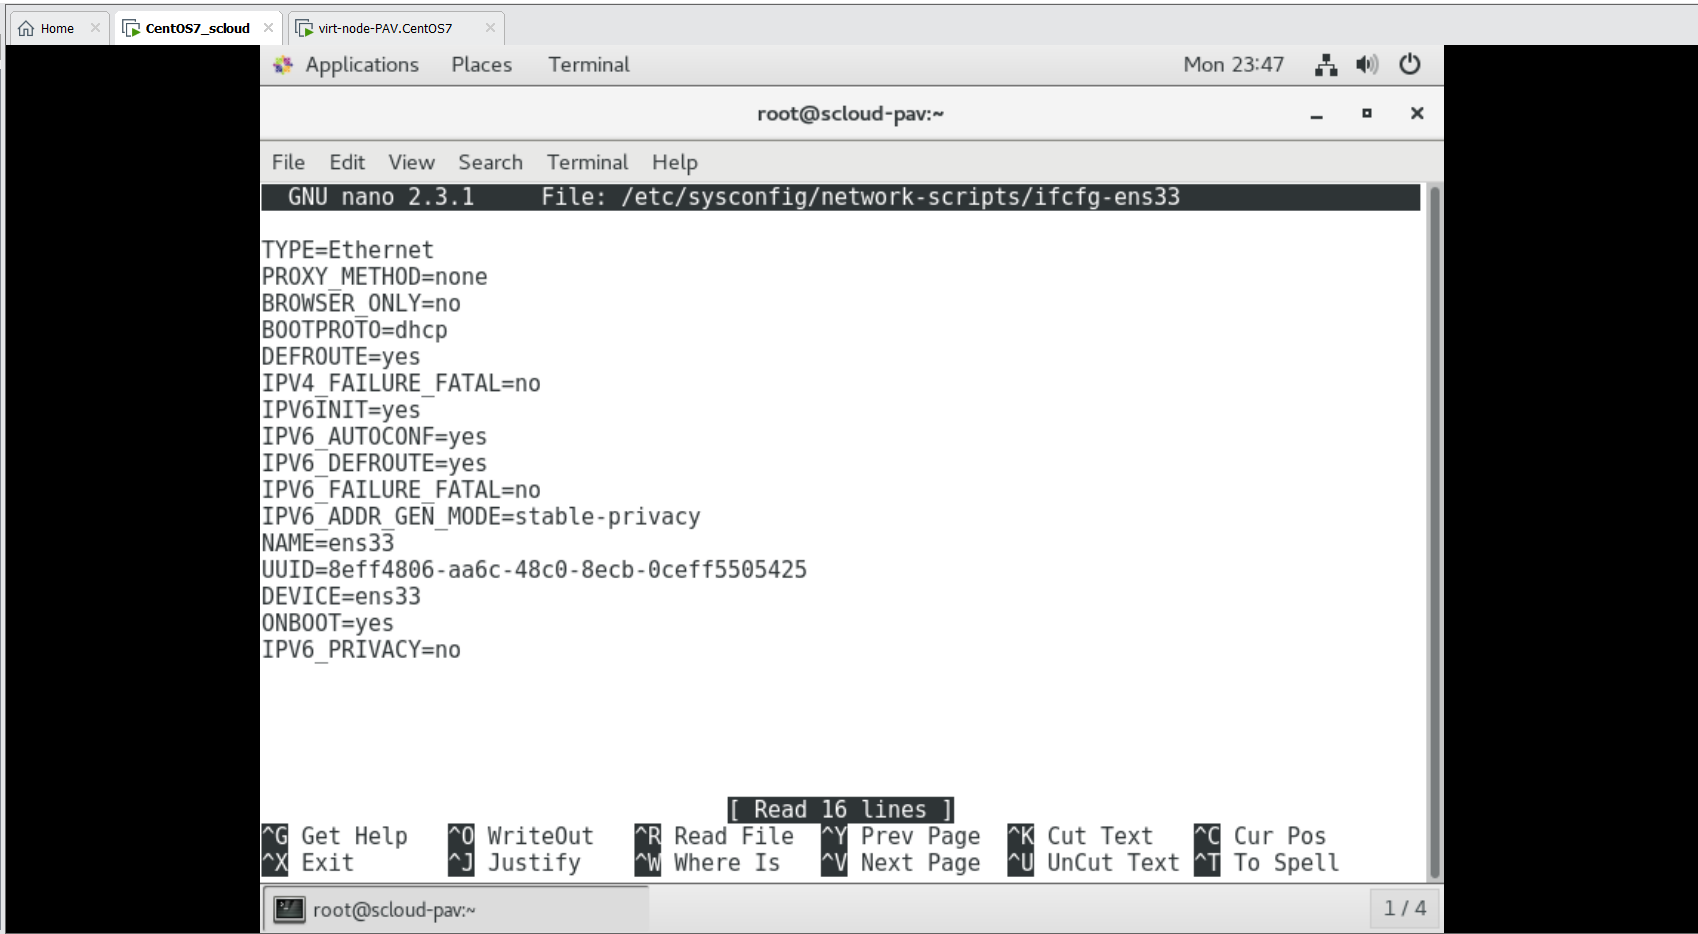 Home CentOS7_scloud virt-node-PAV.CentOS7
Applications Places Terminal Mon 23:47
root@scloud-pav:~
File Edit View Search Terminal Help
GNU nano 2.3.1 File: /etc/sysconfig/network-scripts/ifcfg-ens33
TYPE=Ethernet
PROXY_METHOD=none
BROWSER_ONLY=no
BOOTPROTO=dhcp
DEFROUTE=yes
IPV4_FAILURE_FATAL=no
IPV6INIT=yes
IPV6_AUTOCONF=yes
IPV6_DEFROUTE=yes
IPV6_FAILURE_FATAL=no
IPV6_ADDR_GEN_MODE=stable-privacy
NAME=ens33
UUID=8eff4806-aa6c-48c0-8ecb-0ceff5505425
DEVICE=ens33
ONBOOT=yes
IPV6_PRIVACY=no
[ Read 16 lines ]
^G Get Help ^O WriteOut ^R Read File ^Y Prev Page ^K Cut Text ^C Cur Pos
^X Exit ^J Justify ^W Where Is ^V Next Page ^U UnCut Text ^T To Spell
root@scloud-pav:~ 1 / 4